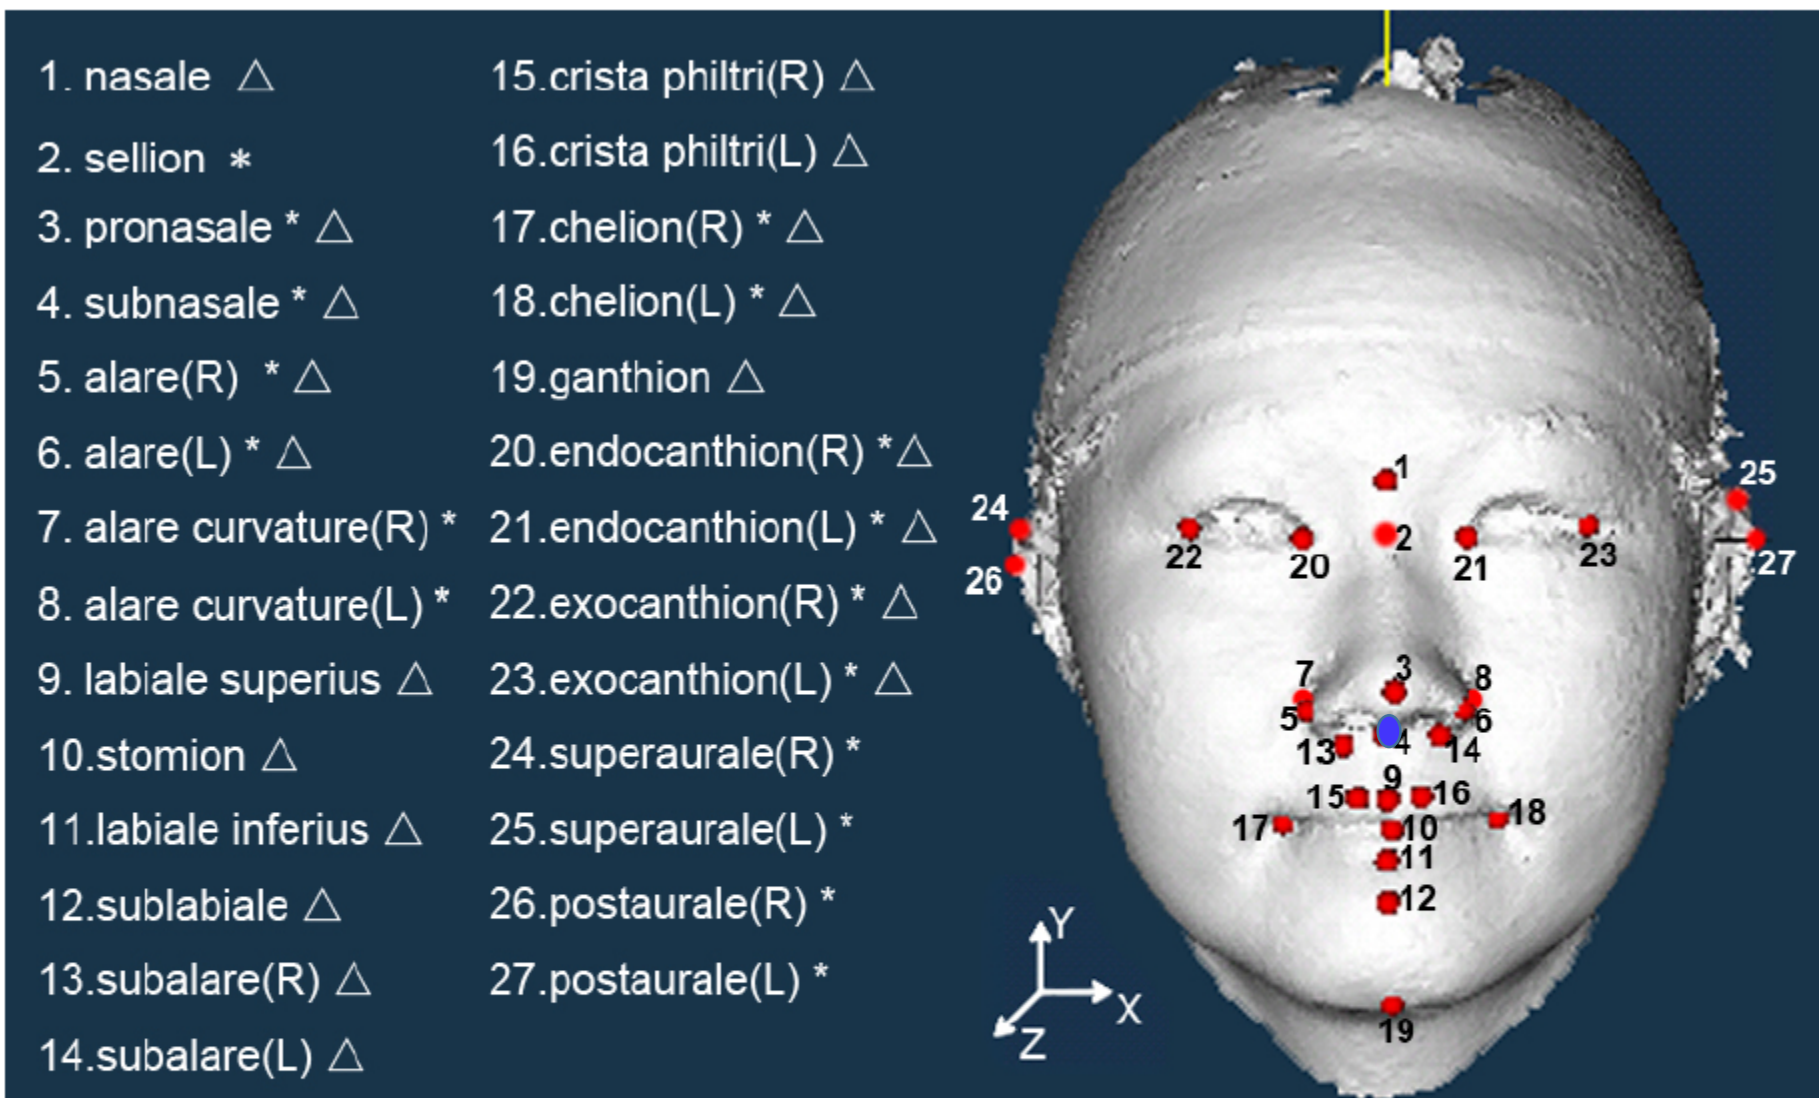 1. nasale △
2. sellion *
3. pronasale * △
4. subnasale * △
5. alare(R) * △
6. alare(L) * △
7. alare curvature(R) *
8. alare curvature(L) *
9. labiale superius △
10.stomion △
11.labiale inferius △
12.sublabiale △
13.subalare(R) △
14.subalare(L) △
15.crista philtri(R) △
16.crista philtri(L) △
17.chelion(R) * △
18.chelion(L) * △
19.ganthion △
20.endocanthion(R) *△
21.endocanthion(L) * △
22.exocanthion(R) * △
23.exocanthion(L) * △
24.superaurale(R) *
25.superaurale(L) *
26.postaurale(R) *
27.postaurale(L) *
1
25
24
2
22
20
21
23
27
26
7
3
8
5
6
13
4
14
9
15
16
17
10
18
11
12
19
Y
X
Z